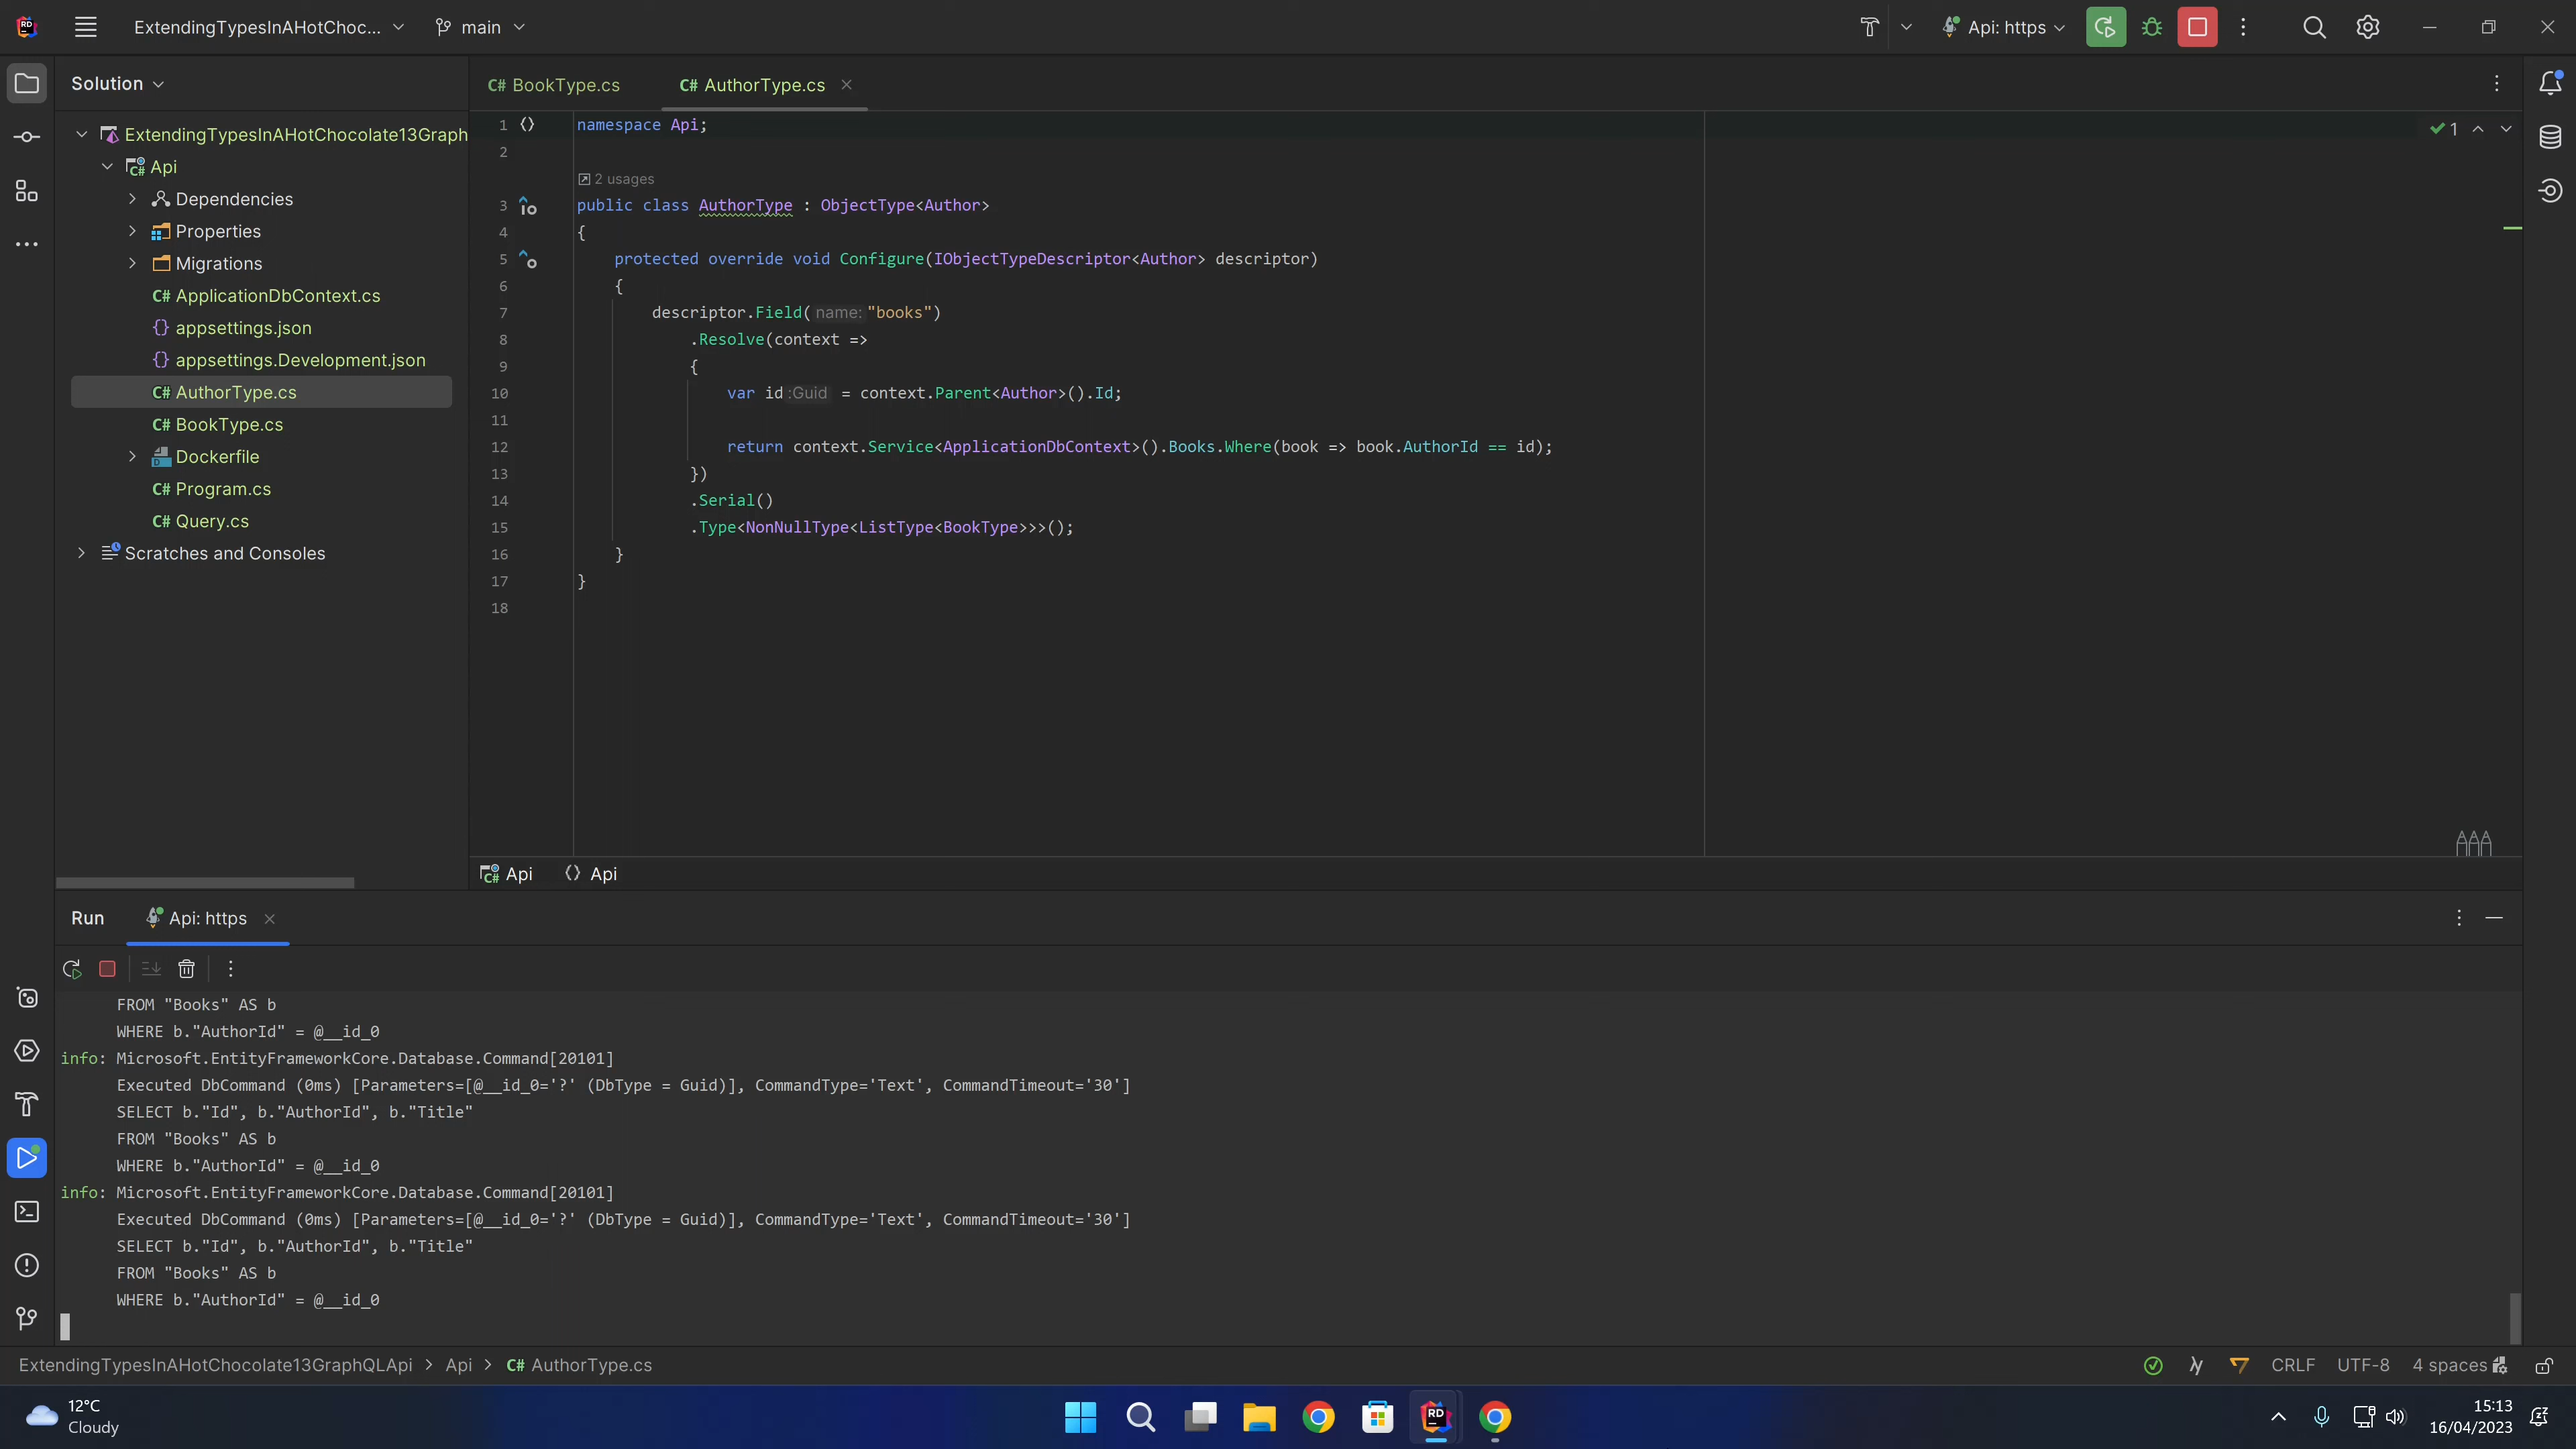 ExtendingTypesInAHotChoc...
main
Api: https
Solution
ExtendingTypesInAHotChocolate13Graph
Api
Dependencies
Properties
Migrations
C# ApplicationDbContext.cs
{} appsettings.json
{} appsettings.Development.json
C# AuthorType.cs
C# BookType.cs
Dockerfile
C# Program.cs
C# Query.cs
Scratches and Consoles
C# BookType.cs
C# AuthorType.cs
1
1 namespace Api;
2
2 usages
3 public class AuthorType : ObjectType<Author>
4 {
5 protected override void Configure(IObjectTypeDescriptor<Author> descriptor)
6 {
7 descriptor.Field( name: "books")
8 .Resolve(context =>
9 {
10 var id :Guid = context.Parent<Author>().Id;
11
12 return context.Service<ApplicationDbContext>().Books.Where(book => book.AuthorId == id);
13 })
14 .Serial()
15 .Type<NonNullType<ListType<BookType>>>();
16 }
17 }
18
C# Api {} Api
Run
Api: https
FROM "Books" AS b
WHERE b."AuthorId" = @__id_0
info: Microsoft.EntityFrameworkCore.Database.Command[20101]
Executed DbCommand (0ms) [Parameters=[@__id_0='?' (DbType = Guid)], CommandType='Text', CommandTimeout='30']
SELECT b."Id", b."AuthorId", b."Title"
FROM "Books" AS b
WHERE b."AuthorId" = @__id_0
info: Microsoft.EntityFrameworkCore.Database.Command[20101]
Executed DbCommand (0ms) [Parameters=[@__id_0='?' (DbType = Guid)], CommandType='Text', CommandTimeout='30']
SELECT b."Id", b."AuthorId", b."Title"
FROM "Books" AS b
WHERE b."AuthorId" = @__id_0
ExtendingTypesInAHotChocolate13GraphQLApi > Api > C# AuthorType.cs
CRLF UTF-8 4 spaces
12°C
Cloudy
15:13
16/04/2023